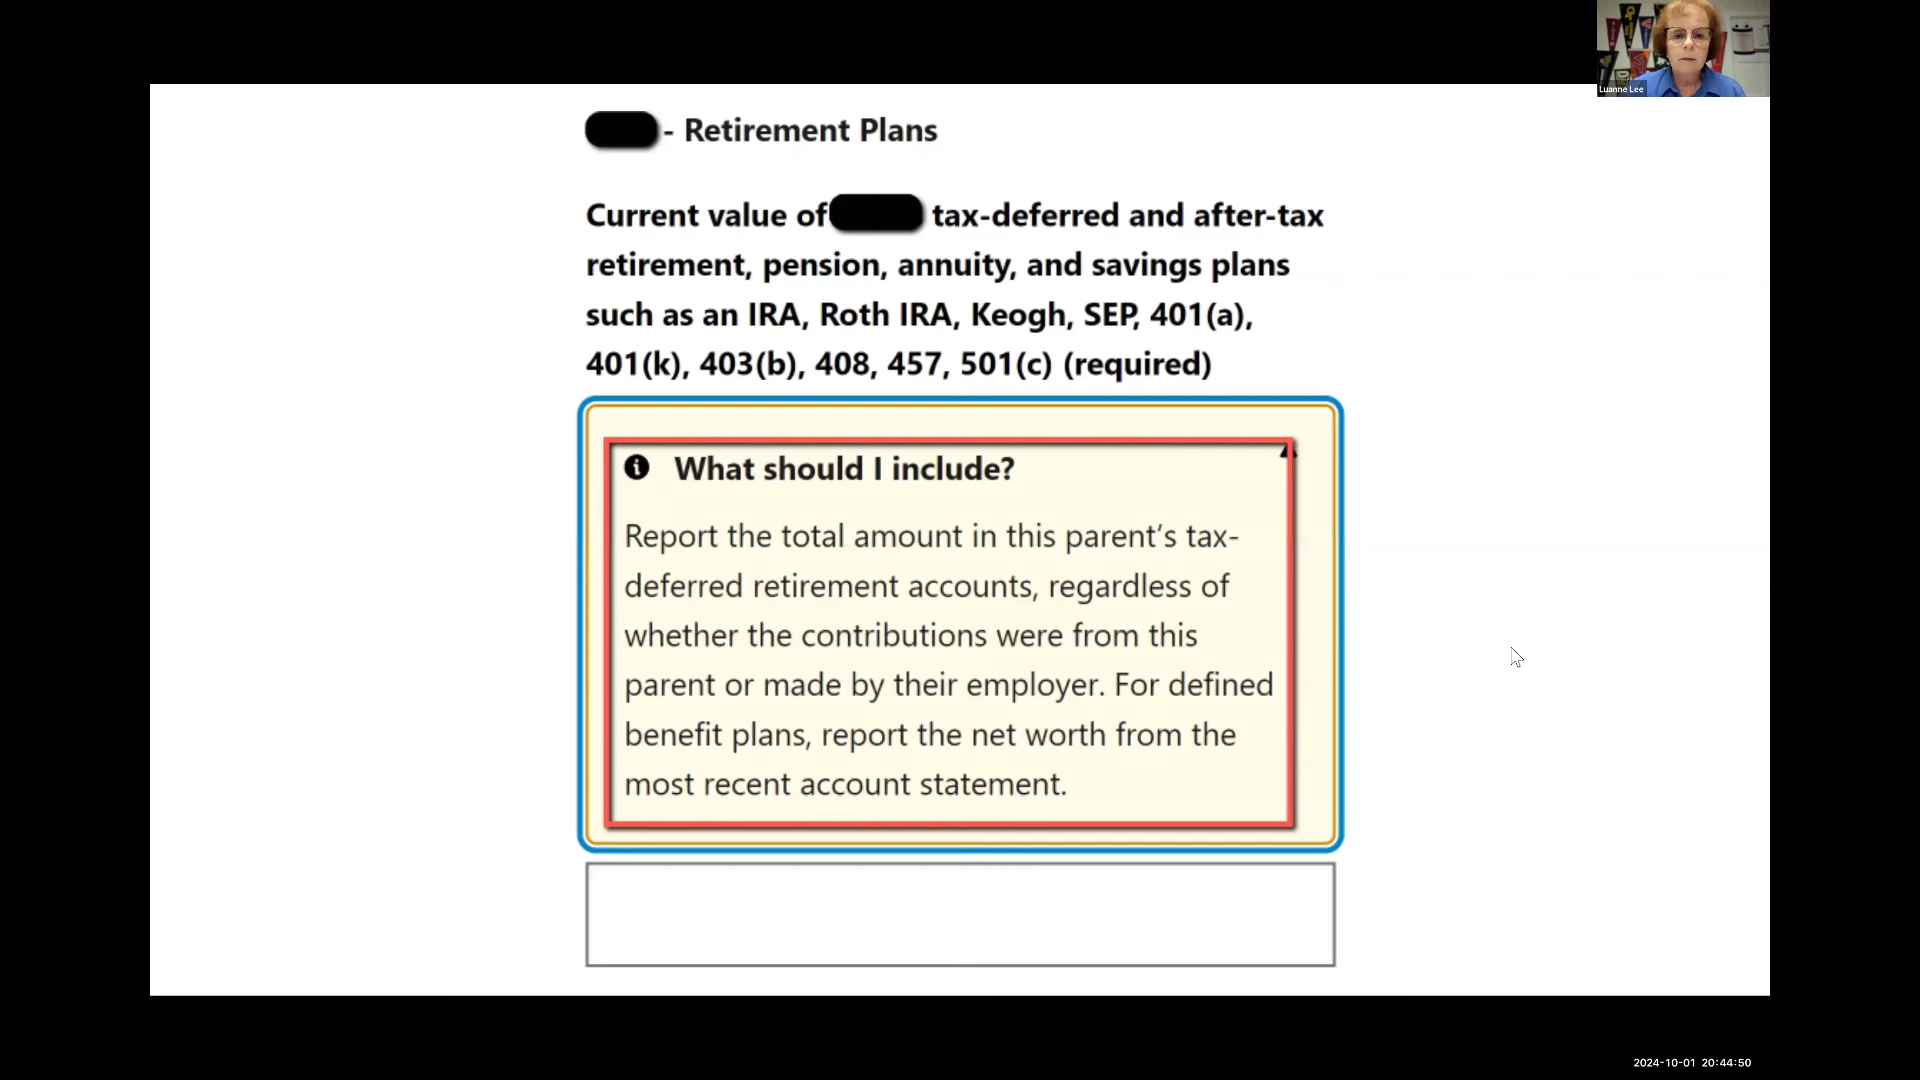 Luanne Lee
- Retirement Plans
Current value of tax-deferred and after-tax
retirement, pension, annuity, and savings plans
such as an IRA, Roth IRA, Keogh, SEP, 401(a),
401(k), 403(b), 408, 457, 501(c) (required)
What should I include?
Report the total amount in this parent’s tax-
deferred retirement accounts, regardless of
whether the contributions were from this
parent or made by their employer. For defined
benefit plans, report the net worth from the
most recent account statement.
2024-10-01 20:44:50